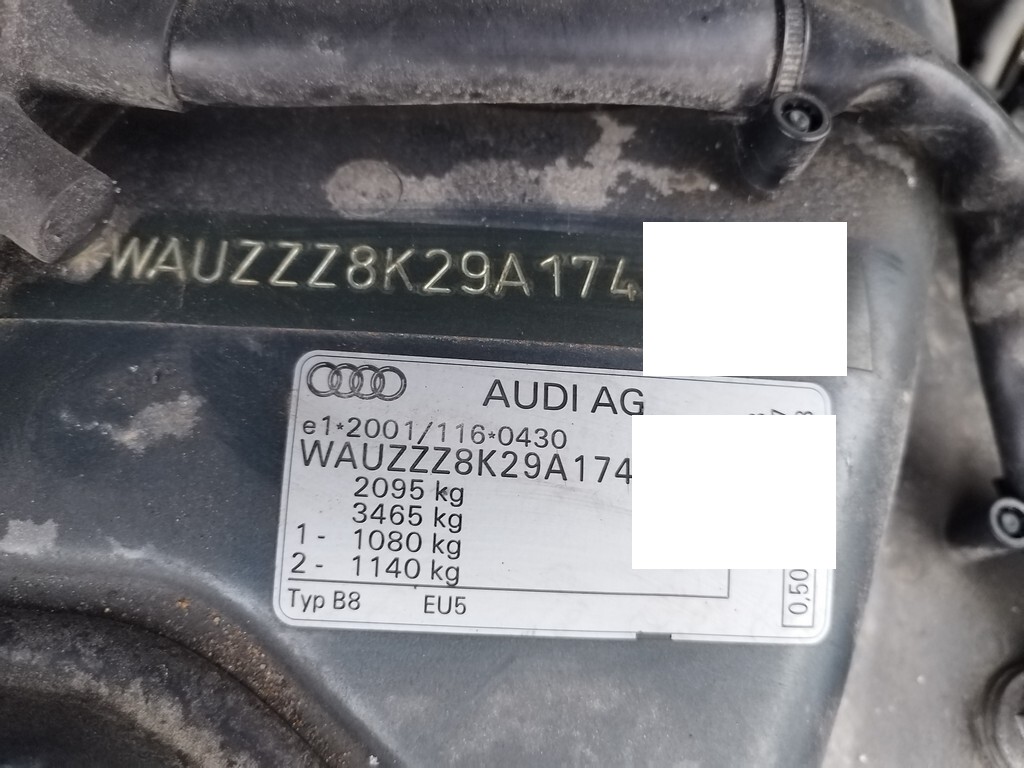 WAUZZZ8K29A174
AUDI AG
e1*2001/116*0430
WAUZZZ8K29A174
2095 kg
3465 kg
1 - 1080 kg
2 - 1140 kg
Typ B8 EU5
0,50